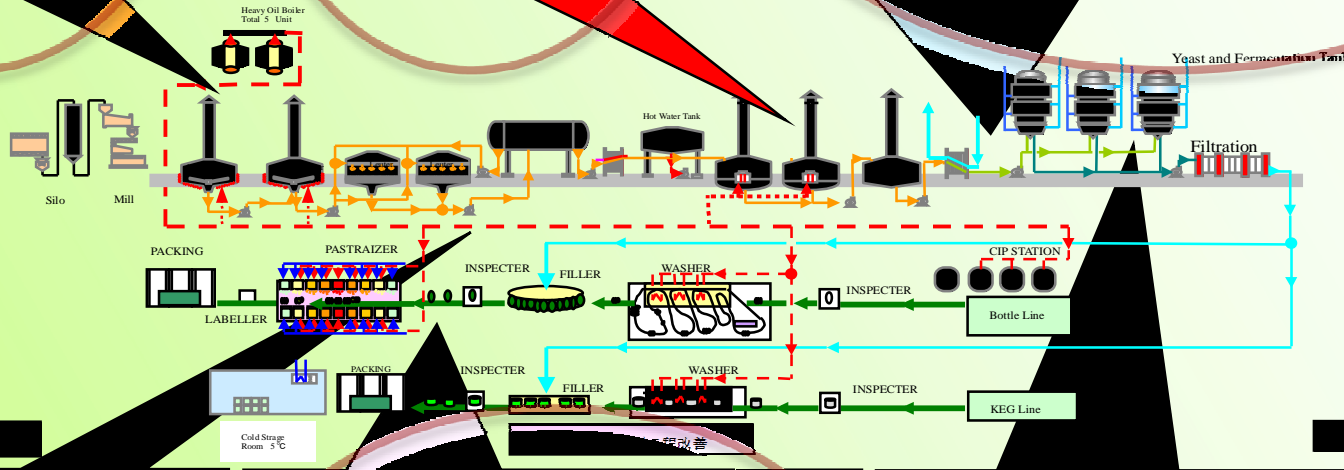 Heavy Oil Boiler
Total 5 Unit
Yeast and Fermentation Tank
Hot Water Tank
Filtration
Silo
Mill
PACKING
PASTRAIZER
INSPECTER
FILLER
WASHER
INSPECTER
CIP STATION
Bottle Line
LABELLER
PACKING
INSPECTER
FILLER
WASHER
INSPECTER
KEG Line
Cold Strage
Room 5℃
改善